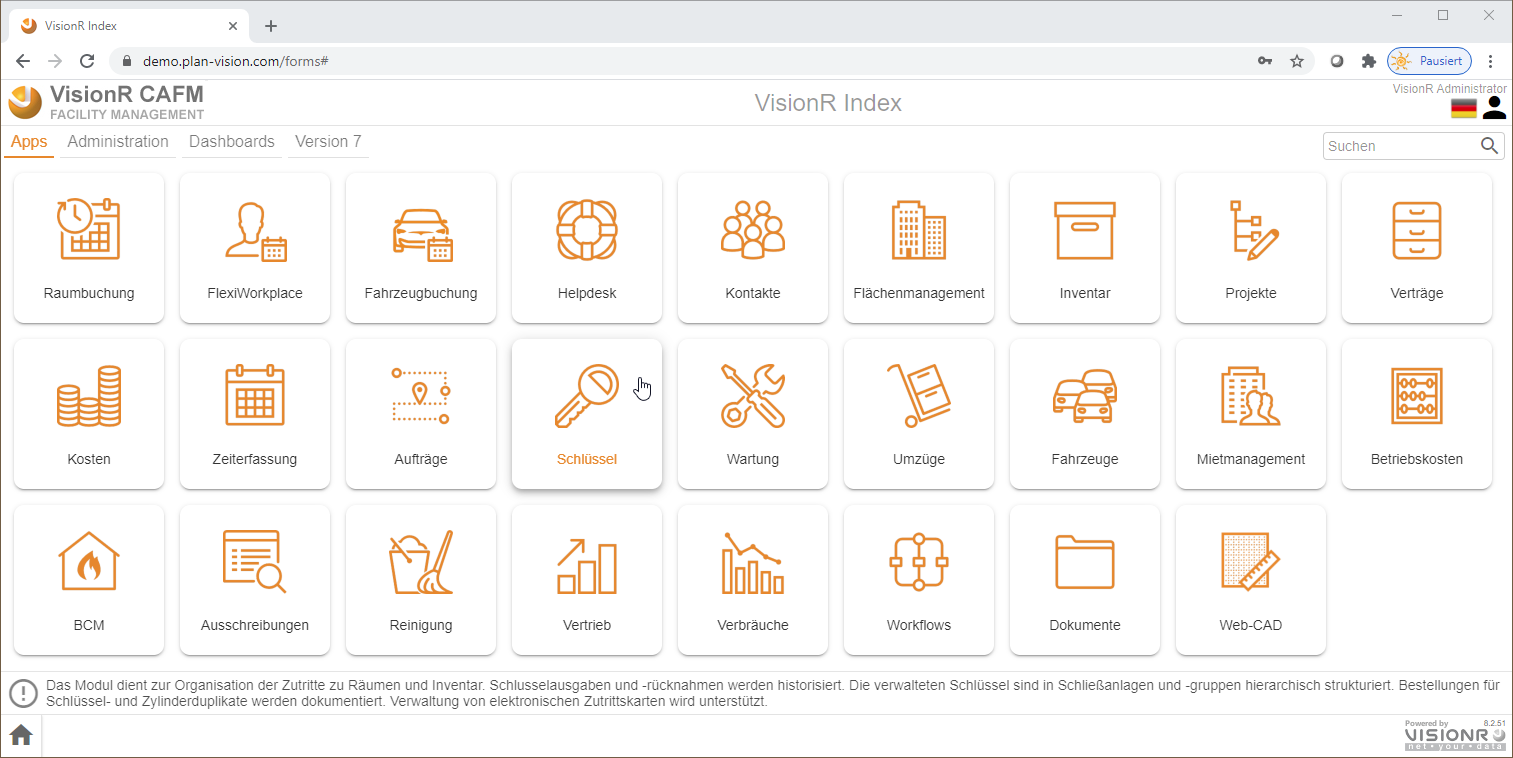 VisionR Index
demo.plan-vision.com/forms#
Pausiert
VisionR CAFM
FACILITY MANAGEMENT
VisionR Index
VisionR Administrator
Apps Administration Dashboards Version 7
Suchen
Raumbuchung FlexiWorkplace Fahrzeugbuchung Helpdesk Kontakte Flächenmanagement Inventar Projekte Verträge
Kosten Zeiterfassung Aufträge Schlüssel Wartung Umzüge Fahrzeuge Mietmanagement Betriebskosten
BCM Ausschreibungen Reinigung Vertrieb Verbräuche Workflows Dokumente Web-CAD
Das Modul dient zur Organisation der Zutritte zu Räumen und Inventar. Schlusselausgaben und -rücknahmen werden historisiert. Die verwalteten Schlüssel sind in Schließanlagen und -gruppen hierarchisch strukturiert. Bestellungen für
Schlüssel- und Zylinderduplikate werden dokumentiert. Verwaltung von elektronischen Zutrittskarten wird unterstützt.
Powered by 8.2.51
VISIONR
net•your•data